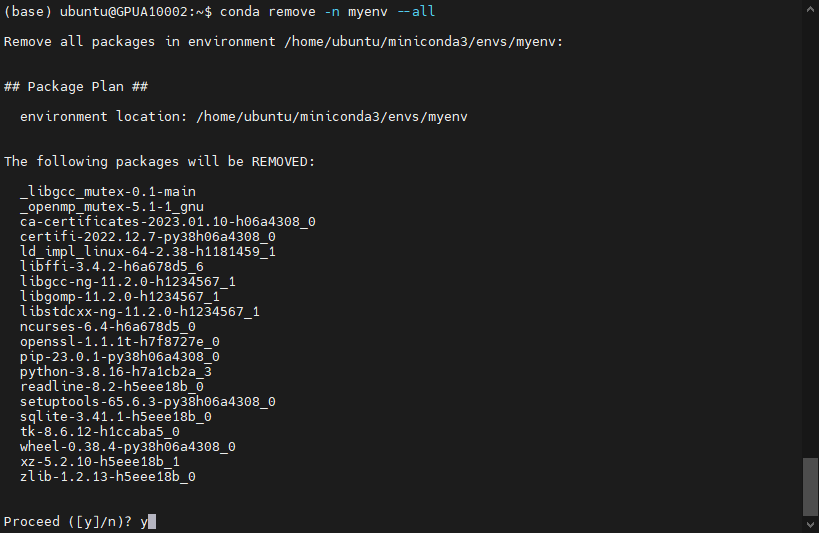 (base) ubuntu@GPUA10002:~$ conda remove -n myenv --all
Remove all packages in environment /home/ubuntu/miniconda3/envs/myenv:
## Package Plan ##
environment location: /home/ubuntu/miniconda3/envs/myenv
The following packages will be REMOVED:
_libgcc_mutex-0.1-main
_openmp_mutex-5.1-1_gnu
ca-certificates-2023.01.10-h06a4308_0
certifi-2022.12.7-py38h06a4308_0
ld_impl_linux-64-2.38-h1181459_1
libffi-3.4.2-h6a678d5_6
libgcc-ng-11.2.0-h1234567_1
libgomp-11.2.0-h1234567_1
libstdcxx-ng-11.2.0-h1234567_1
ncurses-6.4-h6a678d5_0
openssl-1.1.1t-h7f8727e_0
pip-23.0.1-py38h06a4308_0
python-3.8.16-h7a1cb2a_3
readline-8.2-h5eee18b_0
setuptools-65.6.3-py38h06a4308_0
sqlite-3.41.1-h5eee18b_0
tk-8.6.12-h1ccaba5_0
wheel-0.38.4-py38h06a4308_0
xz-5.2.10-h5eee18b_1
zlib-1.2.13-h5eee18b_0
Proceed ([y]/n)? y